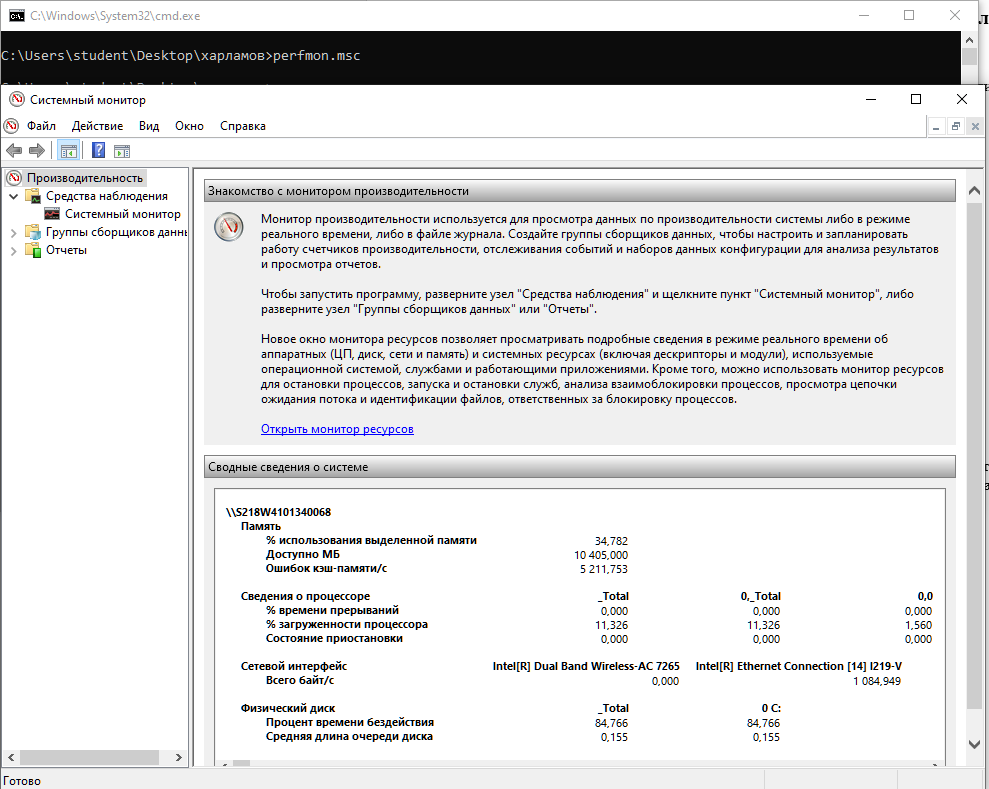 C:\Windows\System32\cmd.exe
C:\Users\student\Desktop\харламов>perfmon.msc
Системный монитор
Файл Действие Вид Окно Справка
Производительность
Средства наблюдения
Системный монитор
Группы сборщиков данн
Отчеты
Знакомство с монитором производительности
Монитор производительности используется для просмотра данных по производительности системы либо в режиме
реального времени, либо в файле журнала. Создайте группы сборщиков данных, чтобы настроить и запланировать
работу счетчиков производительности, отслеживания событий и наборов данных конфигурации для анализа результатов
и просмотра отчетов.
Чтобы запустить программу, разверните узел "Средства наблюдения" и щелкните пункт "Системный монитор", либо
разверните узел "Группы сборщиков данных" или "Отчеты".
Новое окно монитора ресурсов позволяет просматривать подробные сведения в режиме реального времени об
аппаратных (ЦП, диск, сети и память) и системных ресурсах (включая дескрипторы и модули), используемые
операционной системой, службами и работающими приложениями. Кроме того, можно использовать монитор ресурсов
для остановки процессов, запуска и остановки служб, анализа взаимоблокировки процессов, просмотра цепочки
ожидания потока и идентификации файлов, ответственных за блокировку процессов.
Открыть монитор ресурсов
Сводные сведения о системе
\\S218W4101340068
Память
% использования выделенной памяти 34,782
Доступно МБ 10 405,000
Ошибок кэш-памяти/с 5 211,753
Сведения о процессоре _Total 0,_Total 0,0
% времени прерываний 0,000 0,000 0,000
% загруженности процессора 11,326 11,326 1,560
Состояние приостановки 0,000 0,000 0,000
Сетевой интерфейс Intel[R] Dual Band Wireless-AC 7265 Intel[R] Ethernet Connection [14] I219-V
Всего байт/с 0,000 1 084,949
Физический диск _Total 0 C:
Процент времени бездействия 84,766 84,766
Средняя длина очереди диска 0,155 0,155
Готово